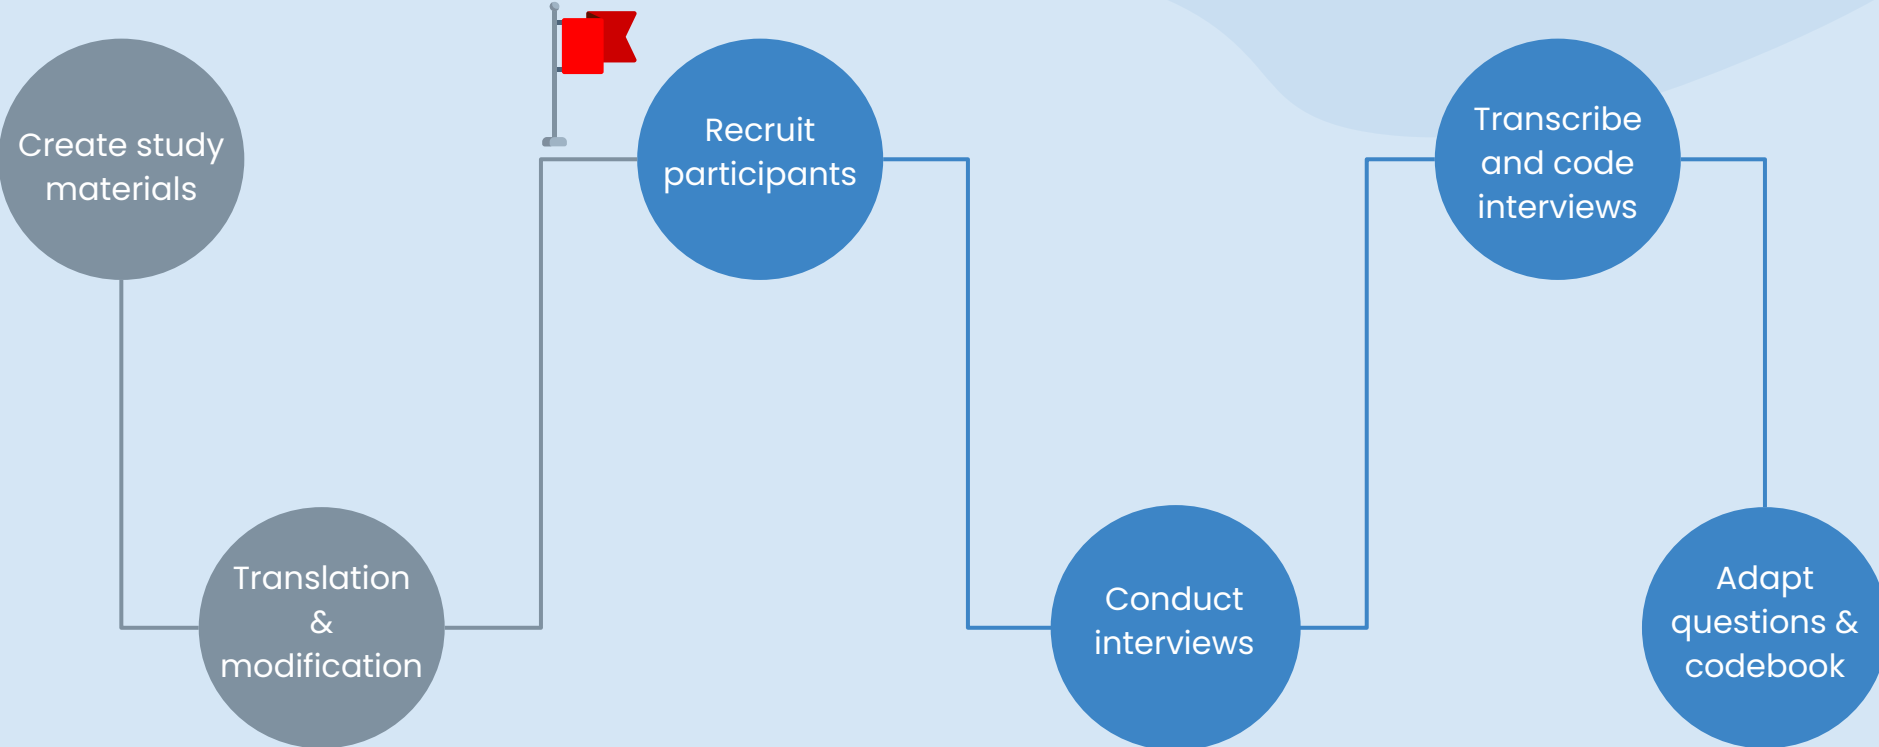 Create study
materials
Translation
&
modification
Recruit
participants
Conduct
interviews
Transcribe
and code
interviews
Adapt
questions &
codebook